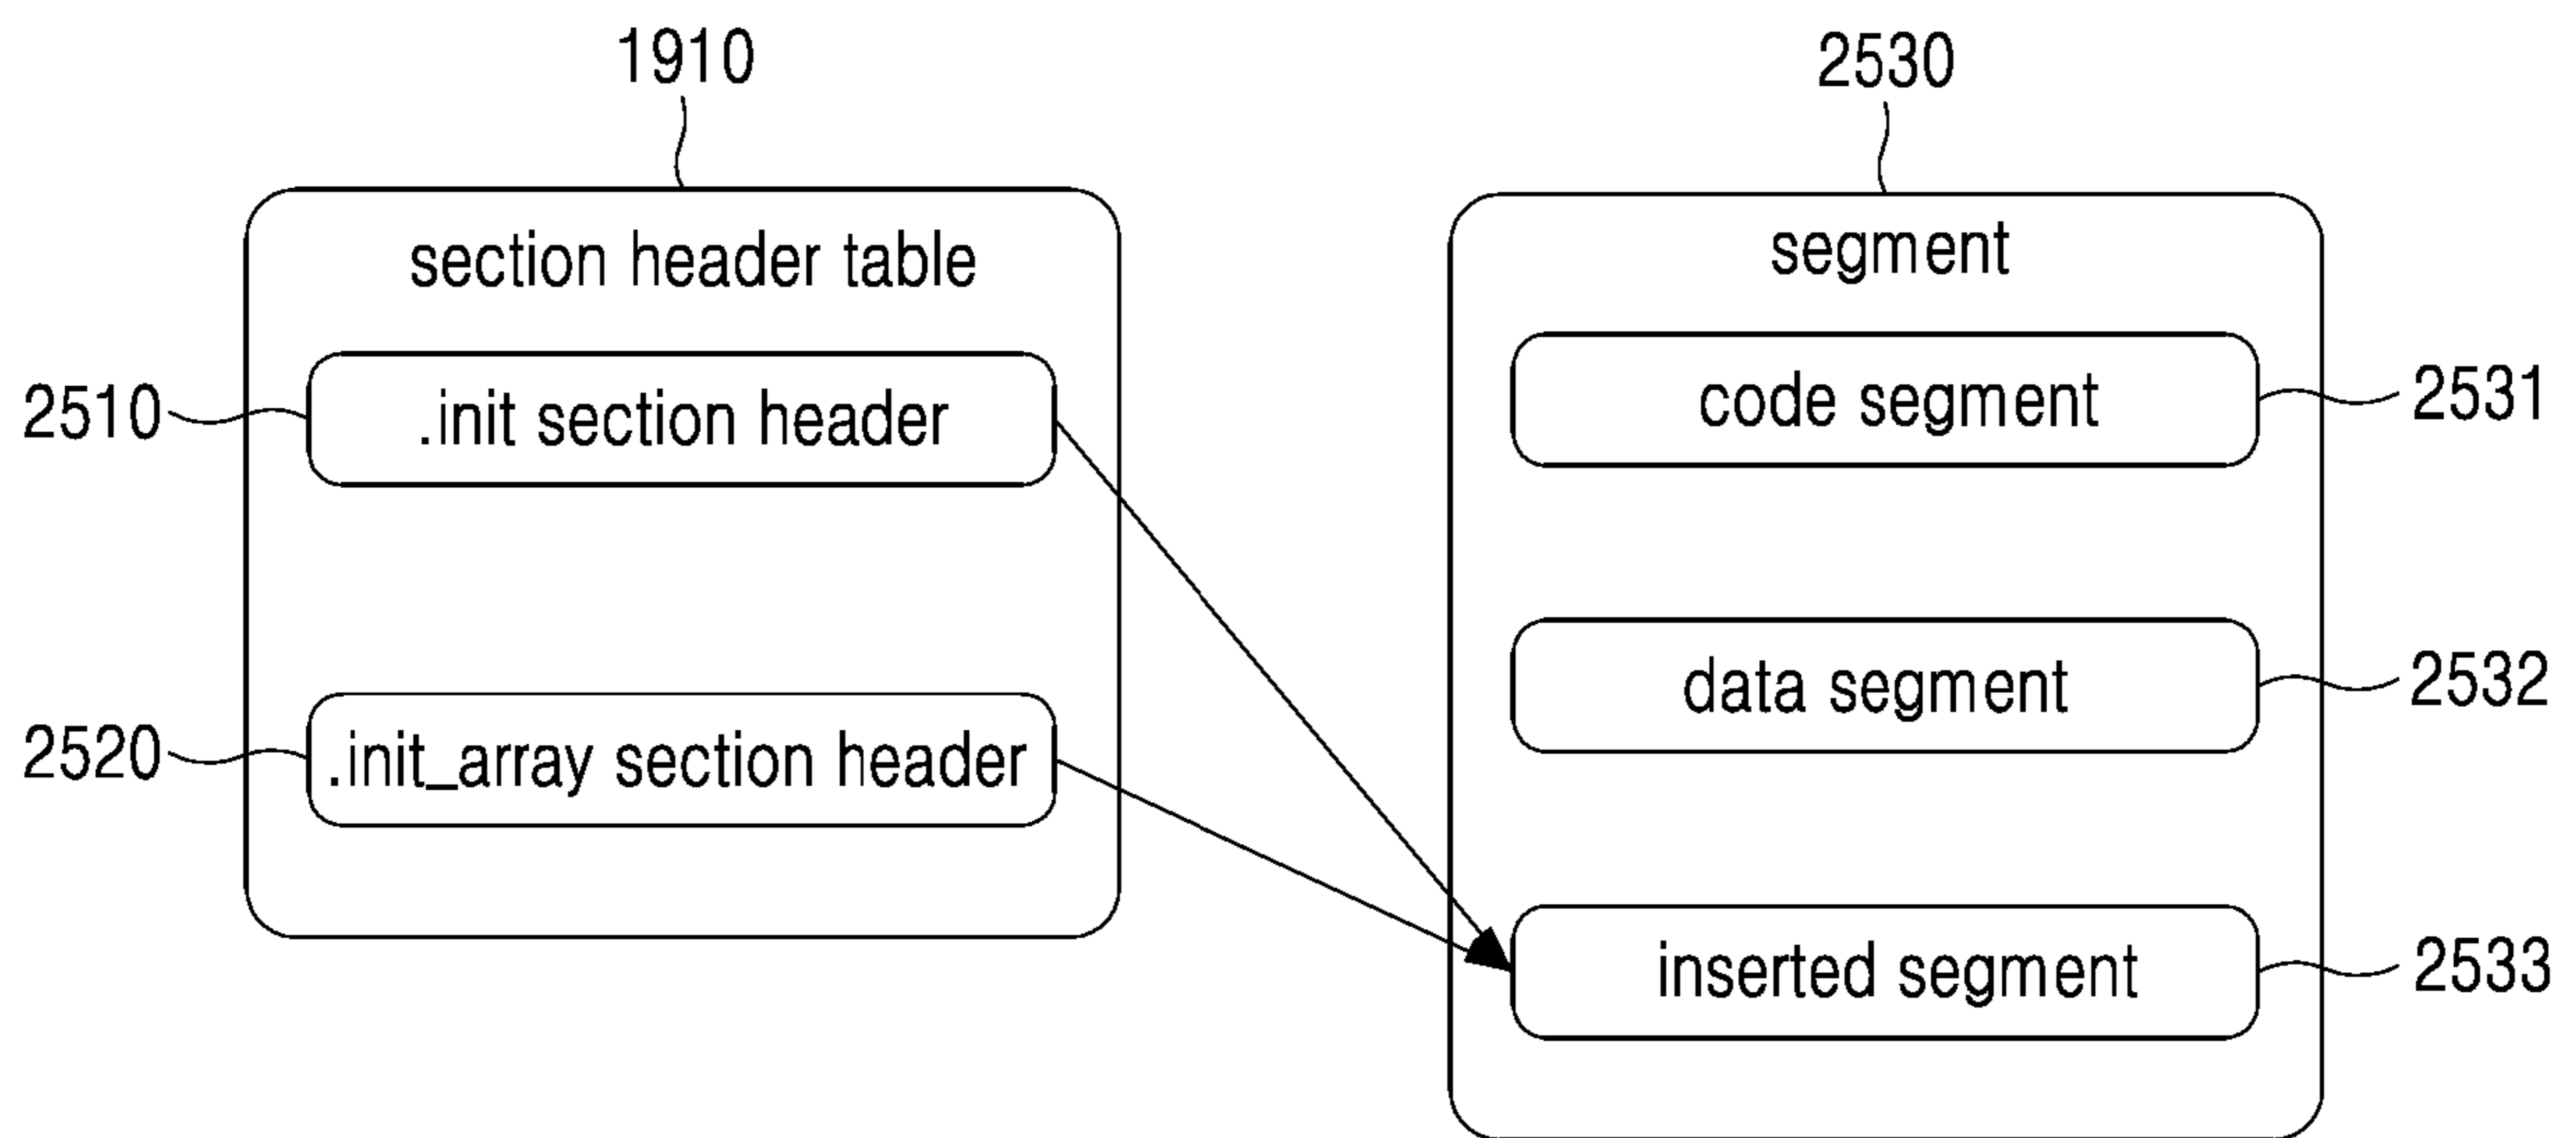 1910
2530
section header table
segment
2510
.init section header
code segment
2531
data segment
2532
2520
.init_array section header
inserted segment
2533